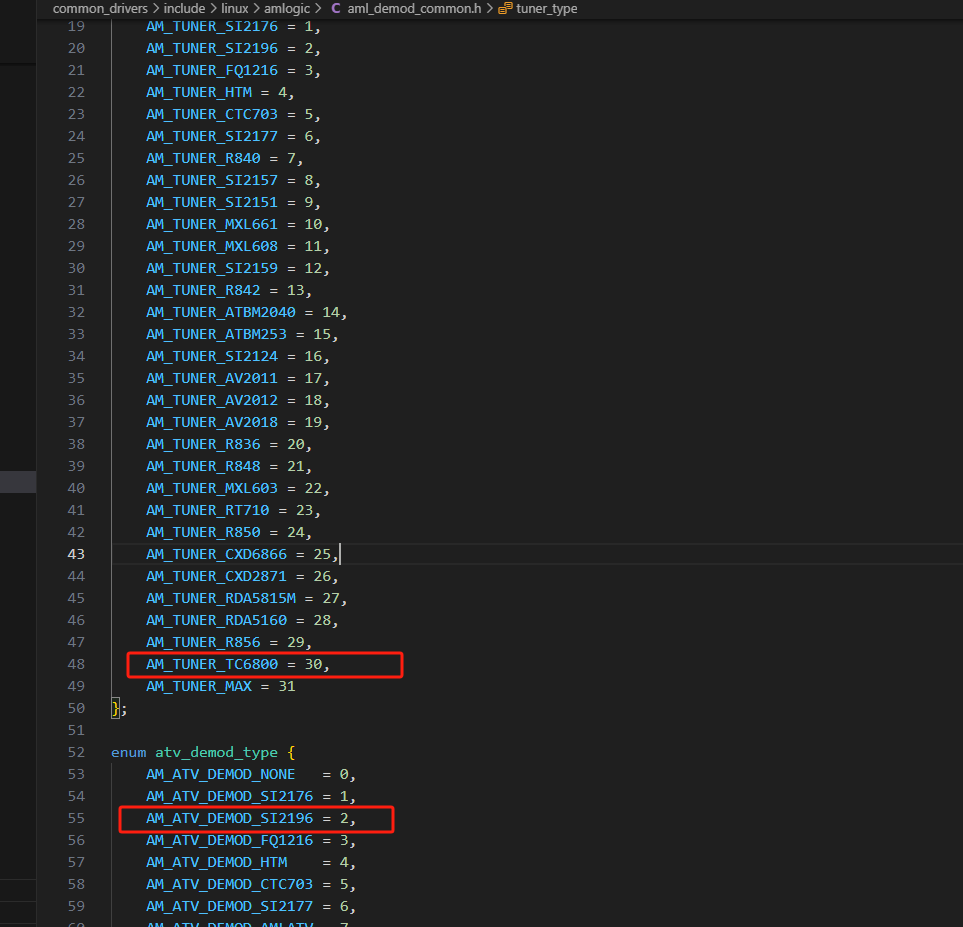 common_drivers > include > linux > amlogic > C aml_demod_common.h > tuner_type
19 AM_TUNER_SI2176 = 1,
20 AM_TUNER_SI2196 = 2,
21 AM_TUNER_FQ1216 = 3,
22 AM_TUNER_HTM = 4,
23 AM_TUNER_CTC703 = 5,
24 AM_TUNER_SI2177 = 6,
25 AM_TUNER_R840 = 7,
26 AM_TUNER_SI2157 = 8,
27 AM_TUNER_SI2151 = 9,
28 AM_TUNER_MXL661 = 10,
29 AM_TUNER_MXL608 = 11,
30 AM_TUNER_SI2159 = 12,
31 AM_TUNER_R842 = 13,
32 AM_TUNER_ATBM2040 = 14,
33 AM_TUNER_ATBM253 = 15,
34 AM_TUNER_SI2124 = 16,
35 AM_TUNER_AV2011 = 17,
36 AM_TUNER_AV2012 = 18,
37 AM_TUNER_AV2018 = 19,
38 AM_TUNER_R836 = 20,
39 AM_TUNER_R848 = 21,
40 AM_TUNER_MXL603 = 22,
41 AM_TUNER_RT710 = 23,
42 AM_TUNER_R850 = 24,
43 AM_TUNER_CXD6866 = 25,
44 AM_TUNER_CXD2871 = 26,
45 AM_TUNER_RDA5815M = 27,
46 AM_TUNER_RDA5160 = 28,
47 AM_TUNER_R856 = 29,
48 AM_TUNER_TC6800 = 30,
49 AM_TUNER_MAX = 31
50 };
51
52 enum atv_demod_type {
53 AM_ATV_DEMOD_NONE = 0,
54 AM_ATV_DEMOD_SI2176 = 1,
55 AM_ATV_DEMOD_SI2196 = 2,
56 AM_ATV_DEMOD_FQ1216 = 3,
57 AM_ATV_DEMOD_HTM = 4,
58 AM_ATV_DEMOD_CTC703 = 5,
59 AM_ATV_DEMOD_SI2177 = 6,